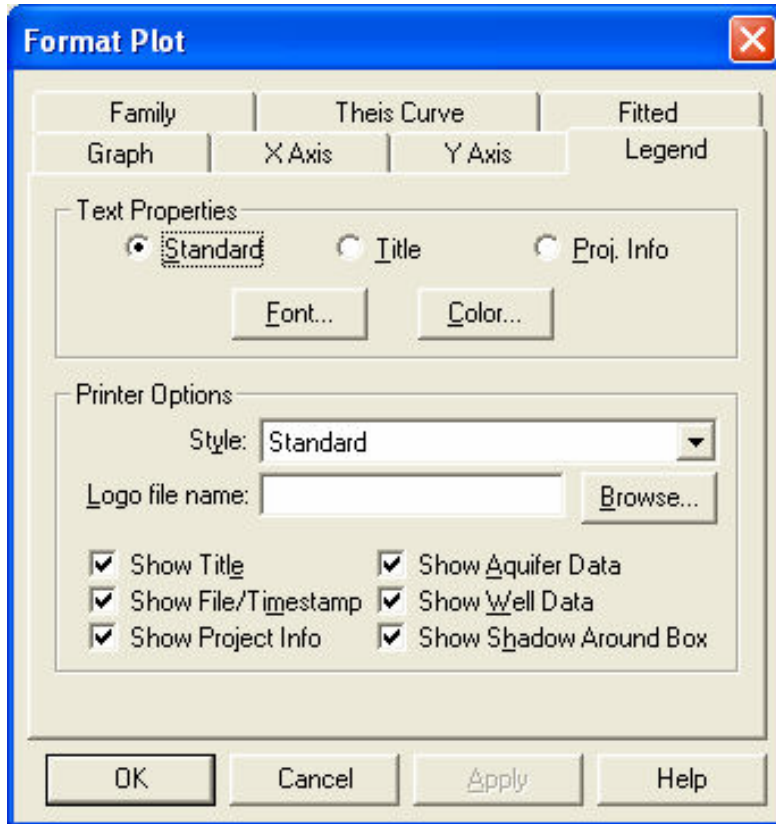 Format Plot
Family Theis Curve Fitted
Graph X Axis Y Axis Legend
Text Properties
Standard Title Proj. Info
Font... Color...
Printer Options
Style: Standard
Logo file name: Browse...
Show Title Show Aquifer Data
Show File/Timestamp Show Well Data
Show Project Info Show Shadow Around Box
OK Cancel Apply Help